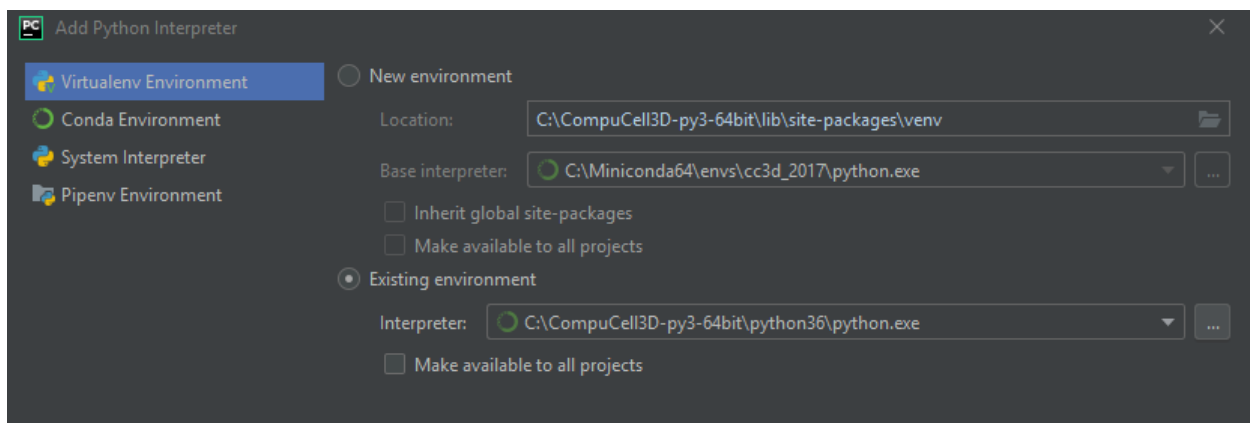 PC Add Python Interpreter
Virtualenv Environment
Conda Environment
System Interpreter
Pipenv Environment
New environment
Location: C:\CompuCell3D-py3-64bit\lib\site-packages\venv
Base interpreter: C:\Miniconda64\envs\cc3d_2017\python.exe ...
Inherit global site-packages
Make available to all projects
Existing environment
Interpreter: C:\CompuCell3D-py3-64bit\python36\python.exe ...
Make available to all projects